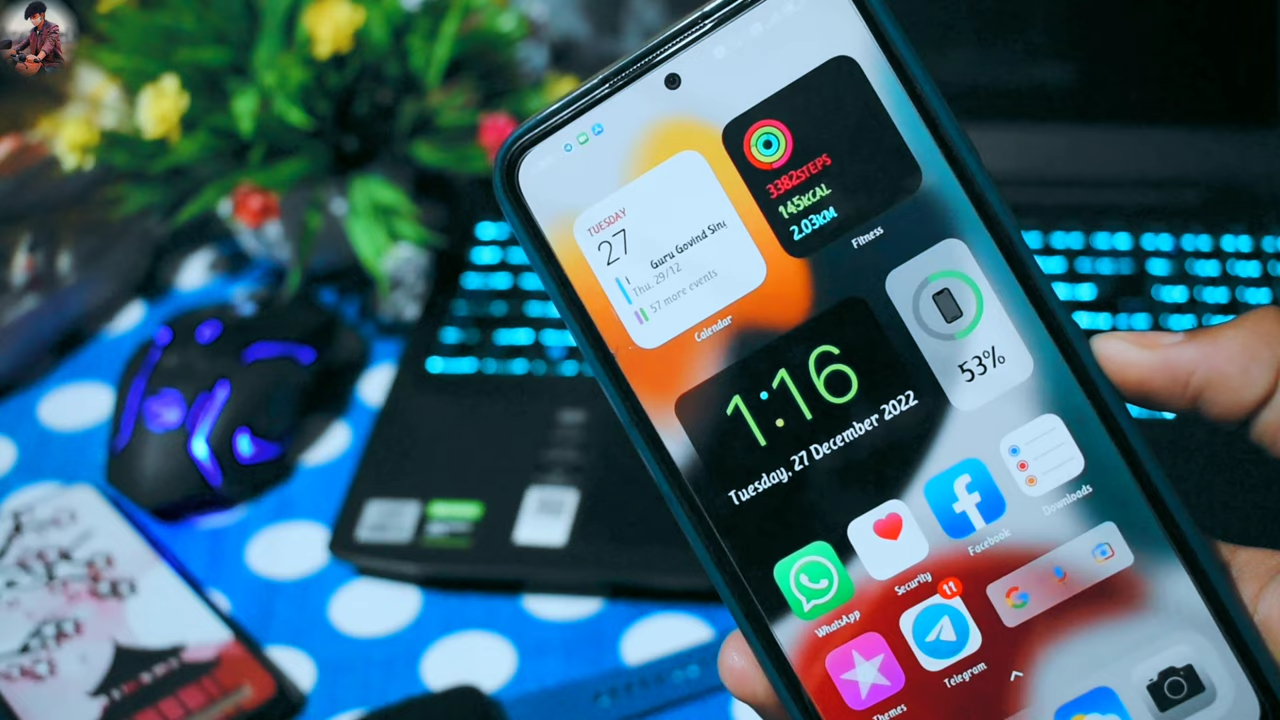 TUESDAY
27
Guru Govind Sin
Thu. 29/12
57 more events
Calendar
3382STEPS
145KCAL
2.03KM
Fitness
1:16
Tuesday, 27 December 2022
53%
WhatsApp
Security
Facebook
Downloads
Themes
11
Telegram